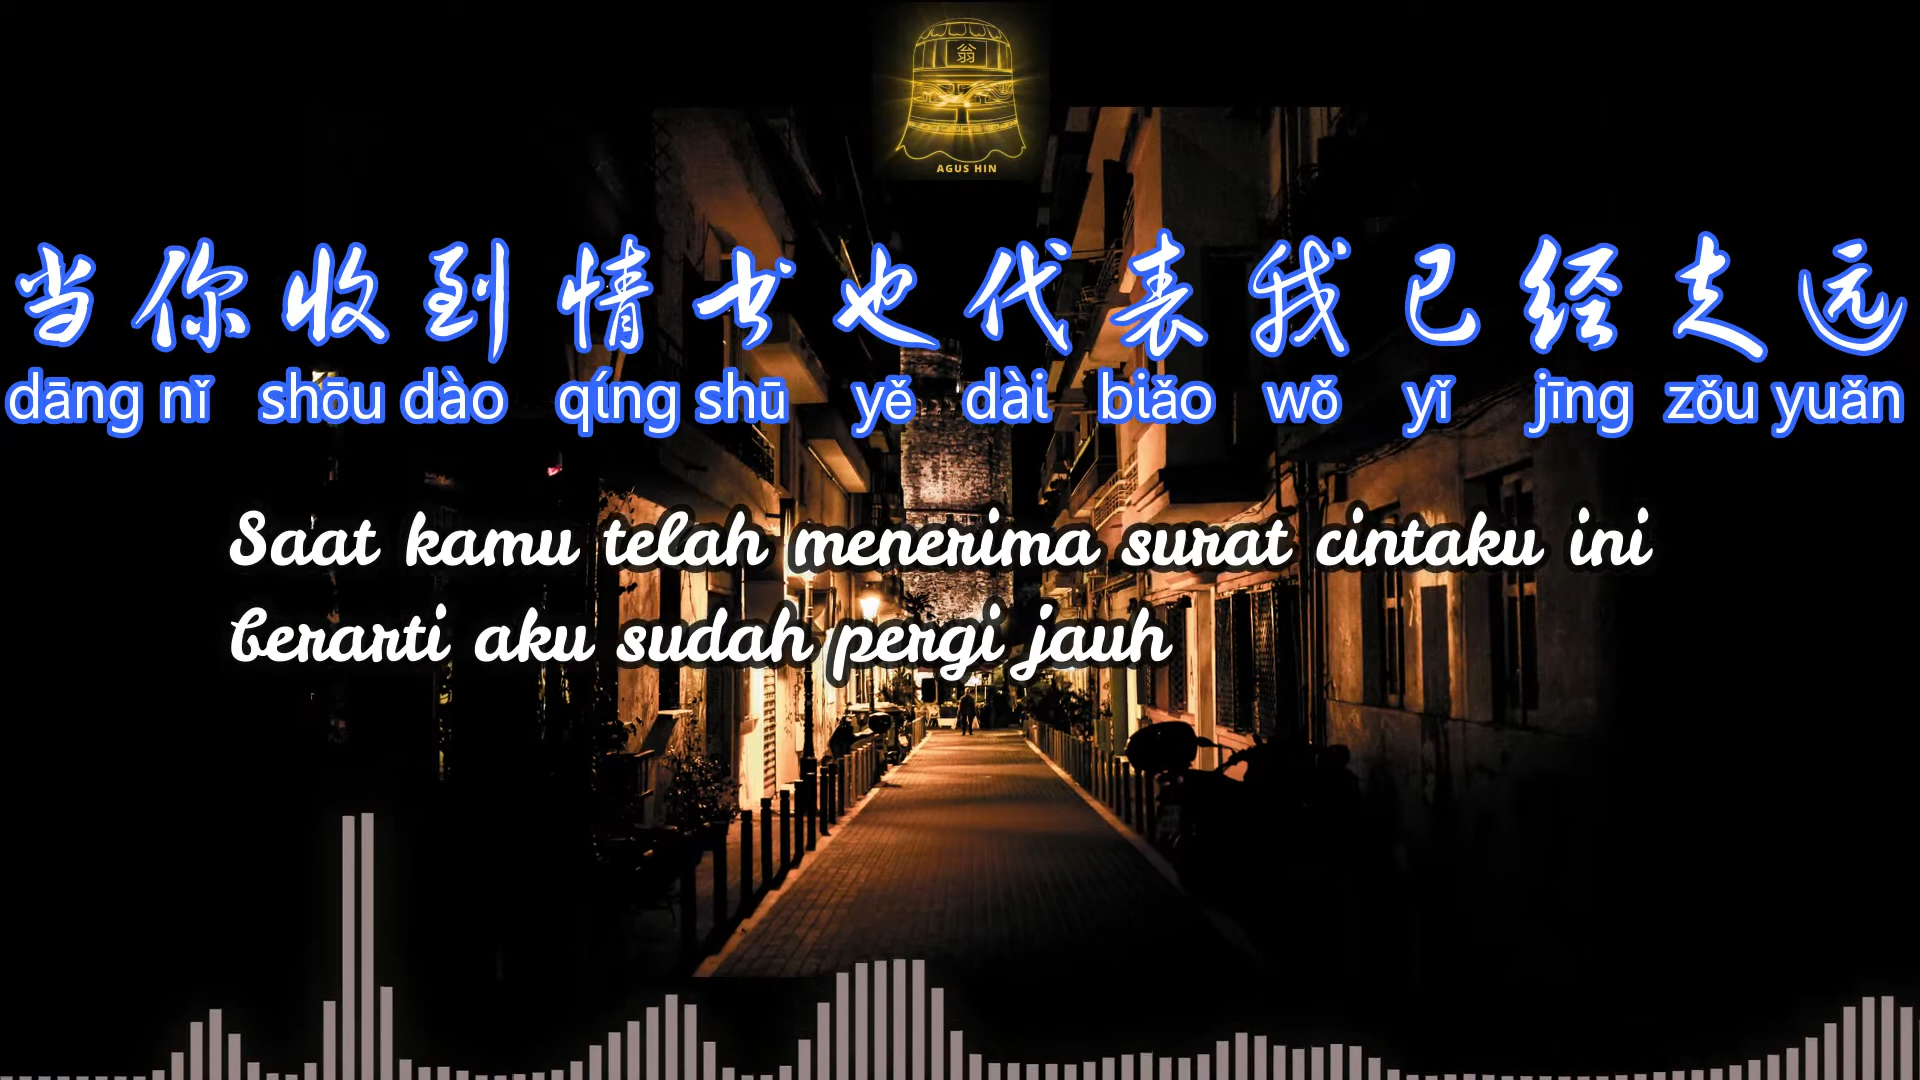 翁
AGUS HIN
当你收到情书也代表我已经走远
dāng nǐ shōu dào qíng shū yě dài biǎo wǒ yǐ jīng zǒu yuǎn
Saat kamu telah menerima surat cintaku ini
berarti aku sudah pergi jauh